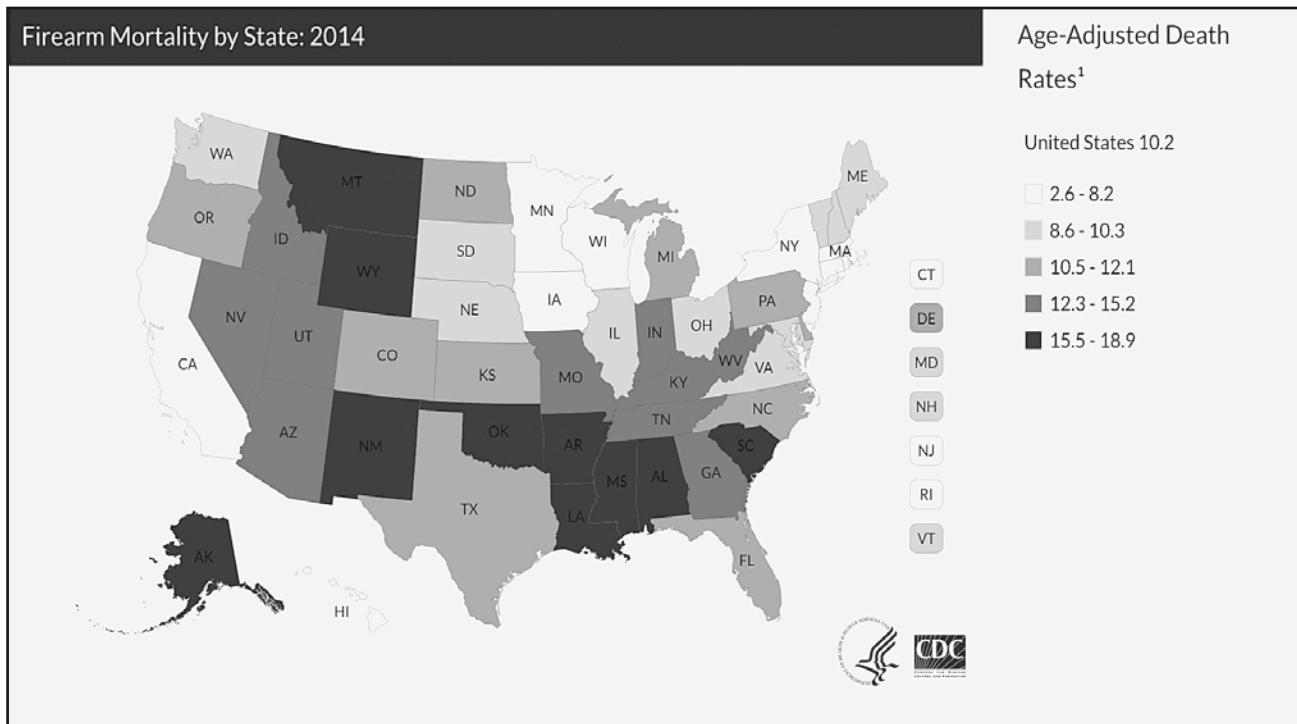 Firearm Mortality by State: 2014
Age-Adjusted Death
Rates¹
United States 10.2
2.6 - 8.2
8.6 - 10.3
10.5 - 12.1
12.3 - 15.2
15.5 - 18.9
WA
MT
ND
MN
ME
OR
ID
SD
WI
NY
MA
WY
MI
NE
IA
PA
NV
UT
CO
IL
IN
OH
CA
KS
MO
WV
VA
KY
AZ
NM
OK
AR
TN
NC
SC
MS
AL
GA
TX
LA
FL
AK
HI
CT
DE
MD
NH
NJ
RI
VT
CDC